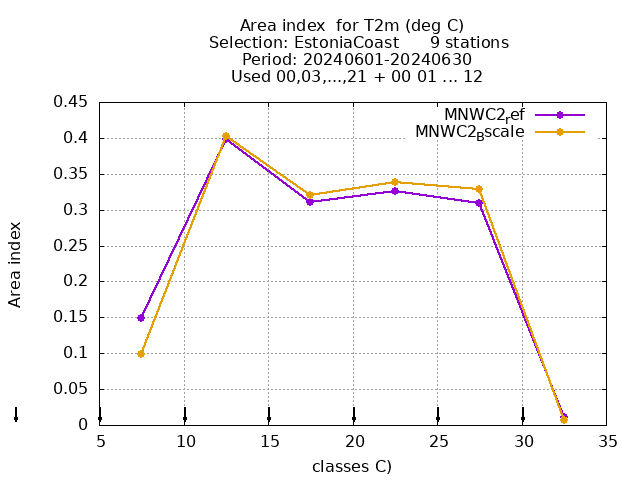 Area index  for T2m (deg C)
Selection: EstoniaCoast      9 stations
Period: 20240601-20240630
Used 00,03,...,21 + 00 01 ... 12
MNWC2ref
MNWC2Bscale
0.45
0.4
0.35
0.3
0.25
0.2
0.15
0.1
0.05
0
Area index
5 10 15 20 25 30 35
classes C)